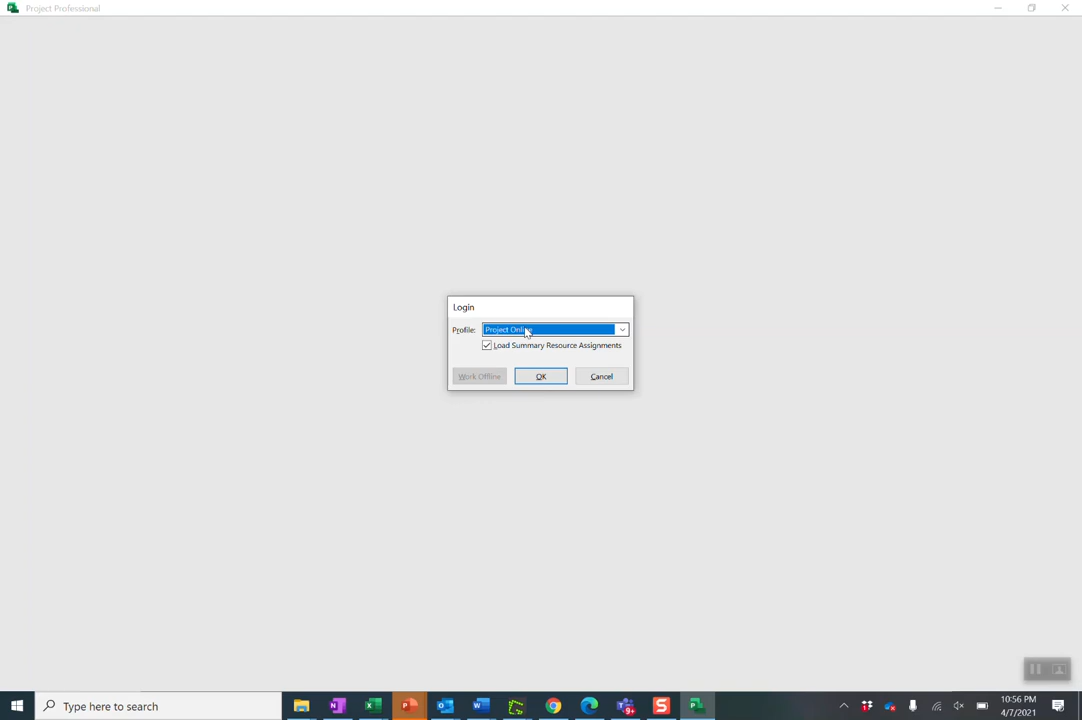 Project Professional
Login
Profile: Project Online
Load Summary Resource Assignments
Work Offline OK Cancel
Type here to search
10:56 PM
4/7/2021